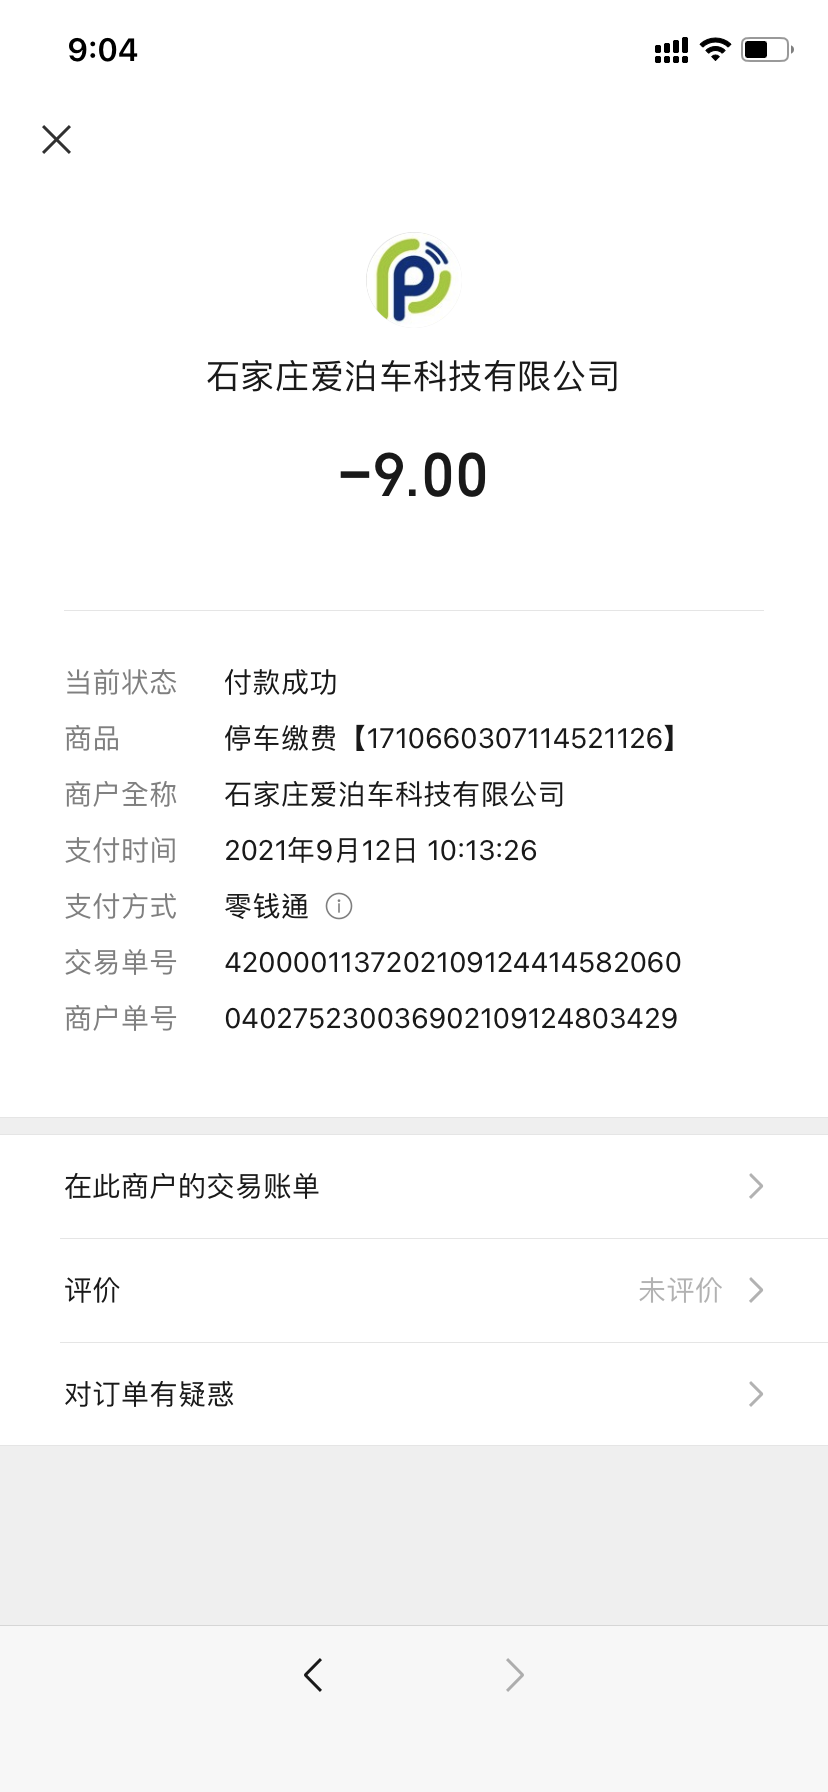 9:04
石家庄爱泊车科技有限公司
-9.00
当前状态 付款成功
商品 停车缴费【1710660307114521126】
商户全称 石家庄爱泊车科技有限公司
支付时间 2021年9月12日 10:13:26
支付方式 零钱通
交易单号 4200001137202109124414582060
商户单号 040275230036902109124803429
在此商户的交易账单
评价 未评价
对订单有疑惑